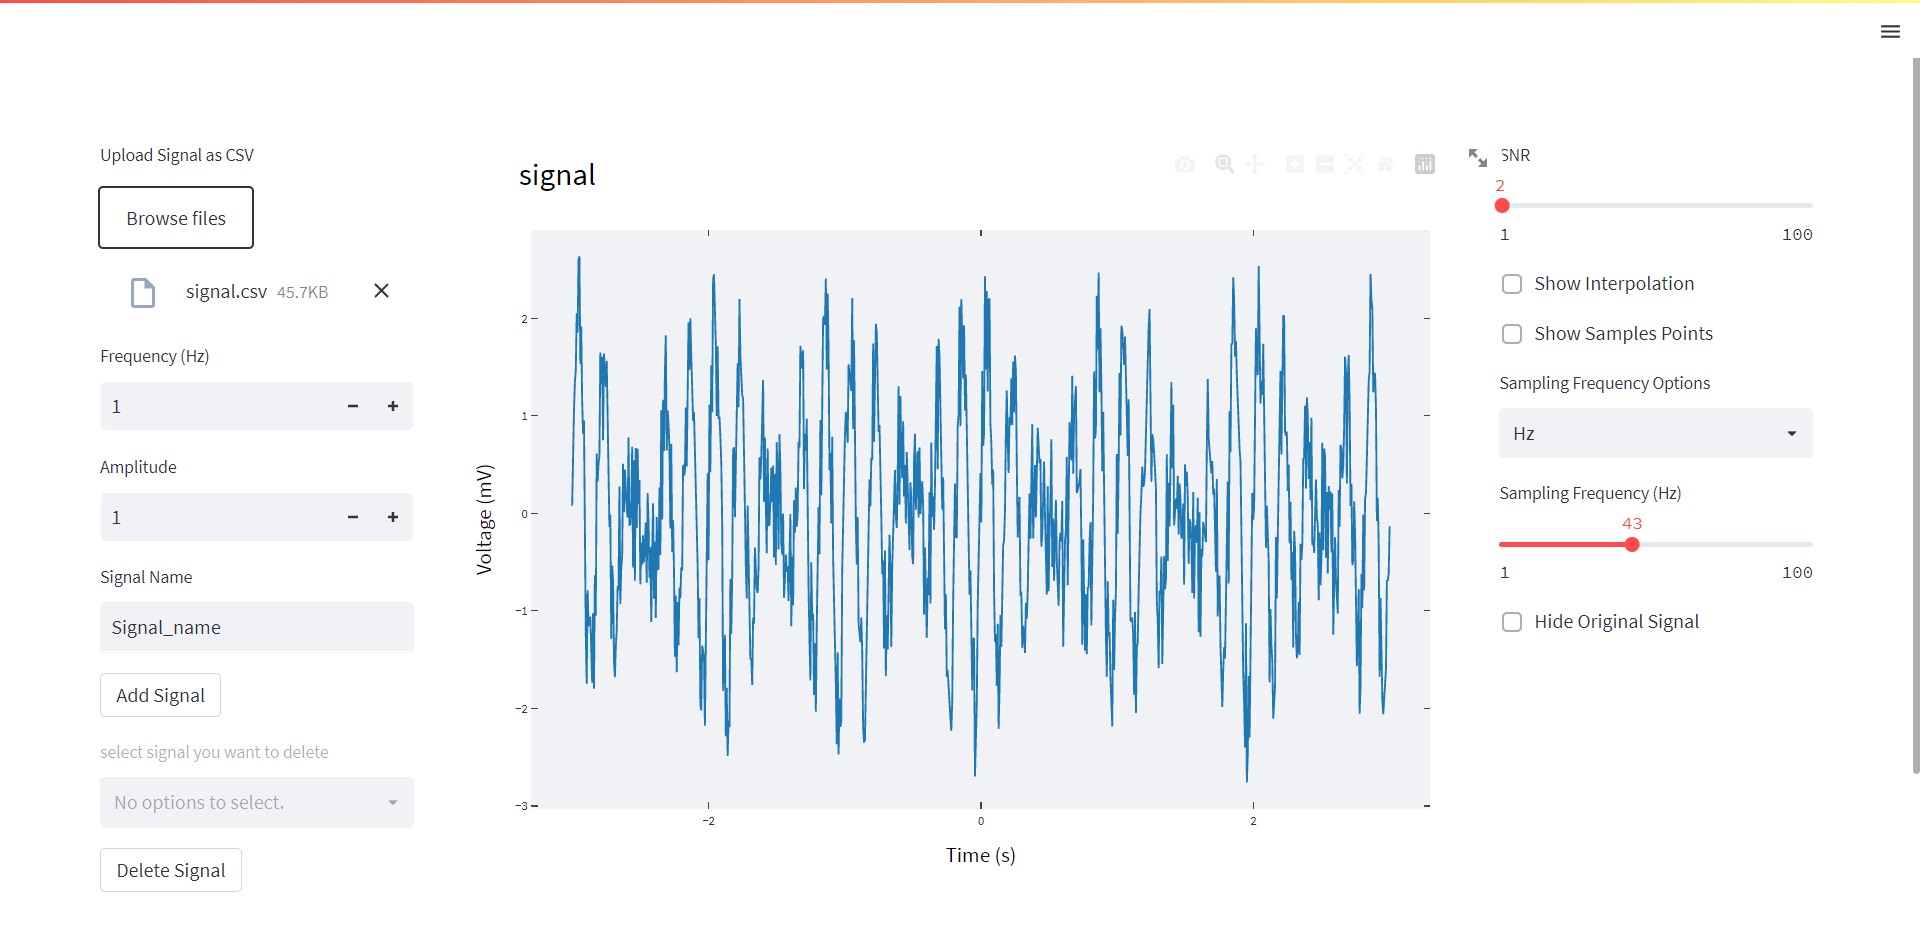 Upload Signal as CSV
Browse files
signal.csv 45.7KB
Frequency (Hz)
1
Amplitude
1
Signal Name
Signal_name
Add Signal
select signal you want to delete
No options to select.
Delete Signal
signal
Voltage (mV)
2
1
0
−1
−2
−3
−2
0
2
Time (s)
SNR
2
1
100
Show Interpolation
Show Samples Points
Sampling Frequency Options
Hz
Sampling Frequency (Hz)
43
1
100
Hide Original Signal